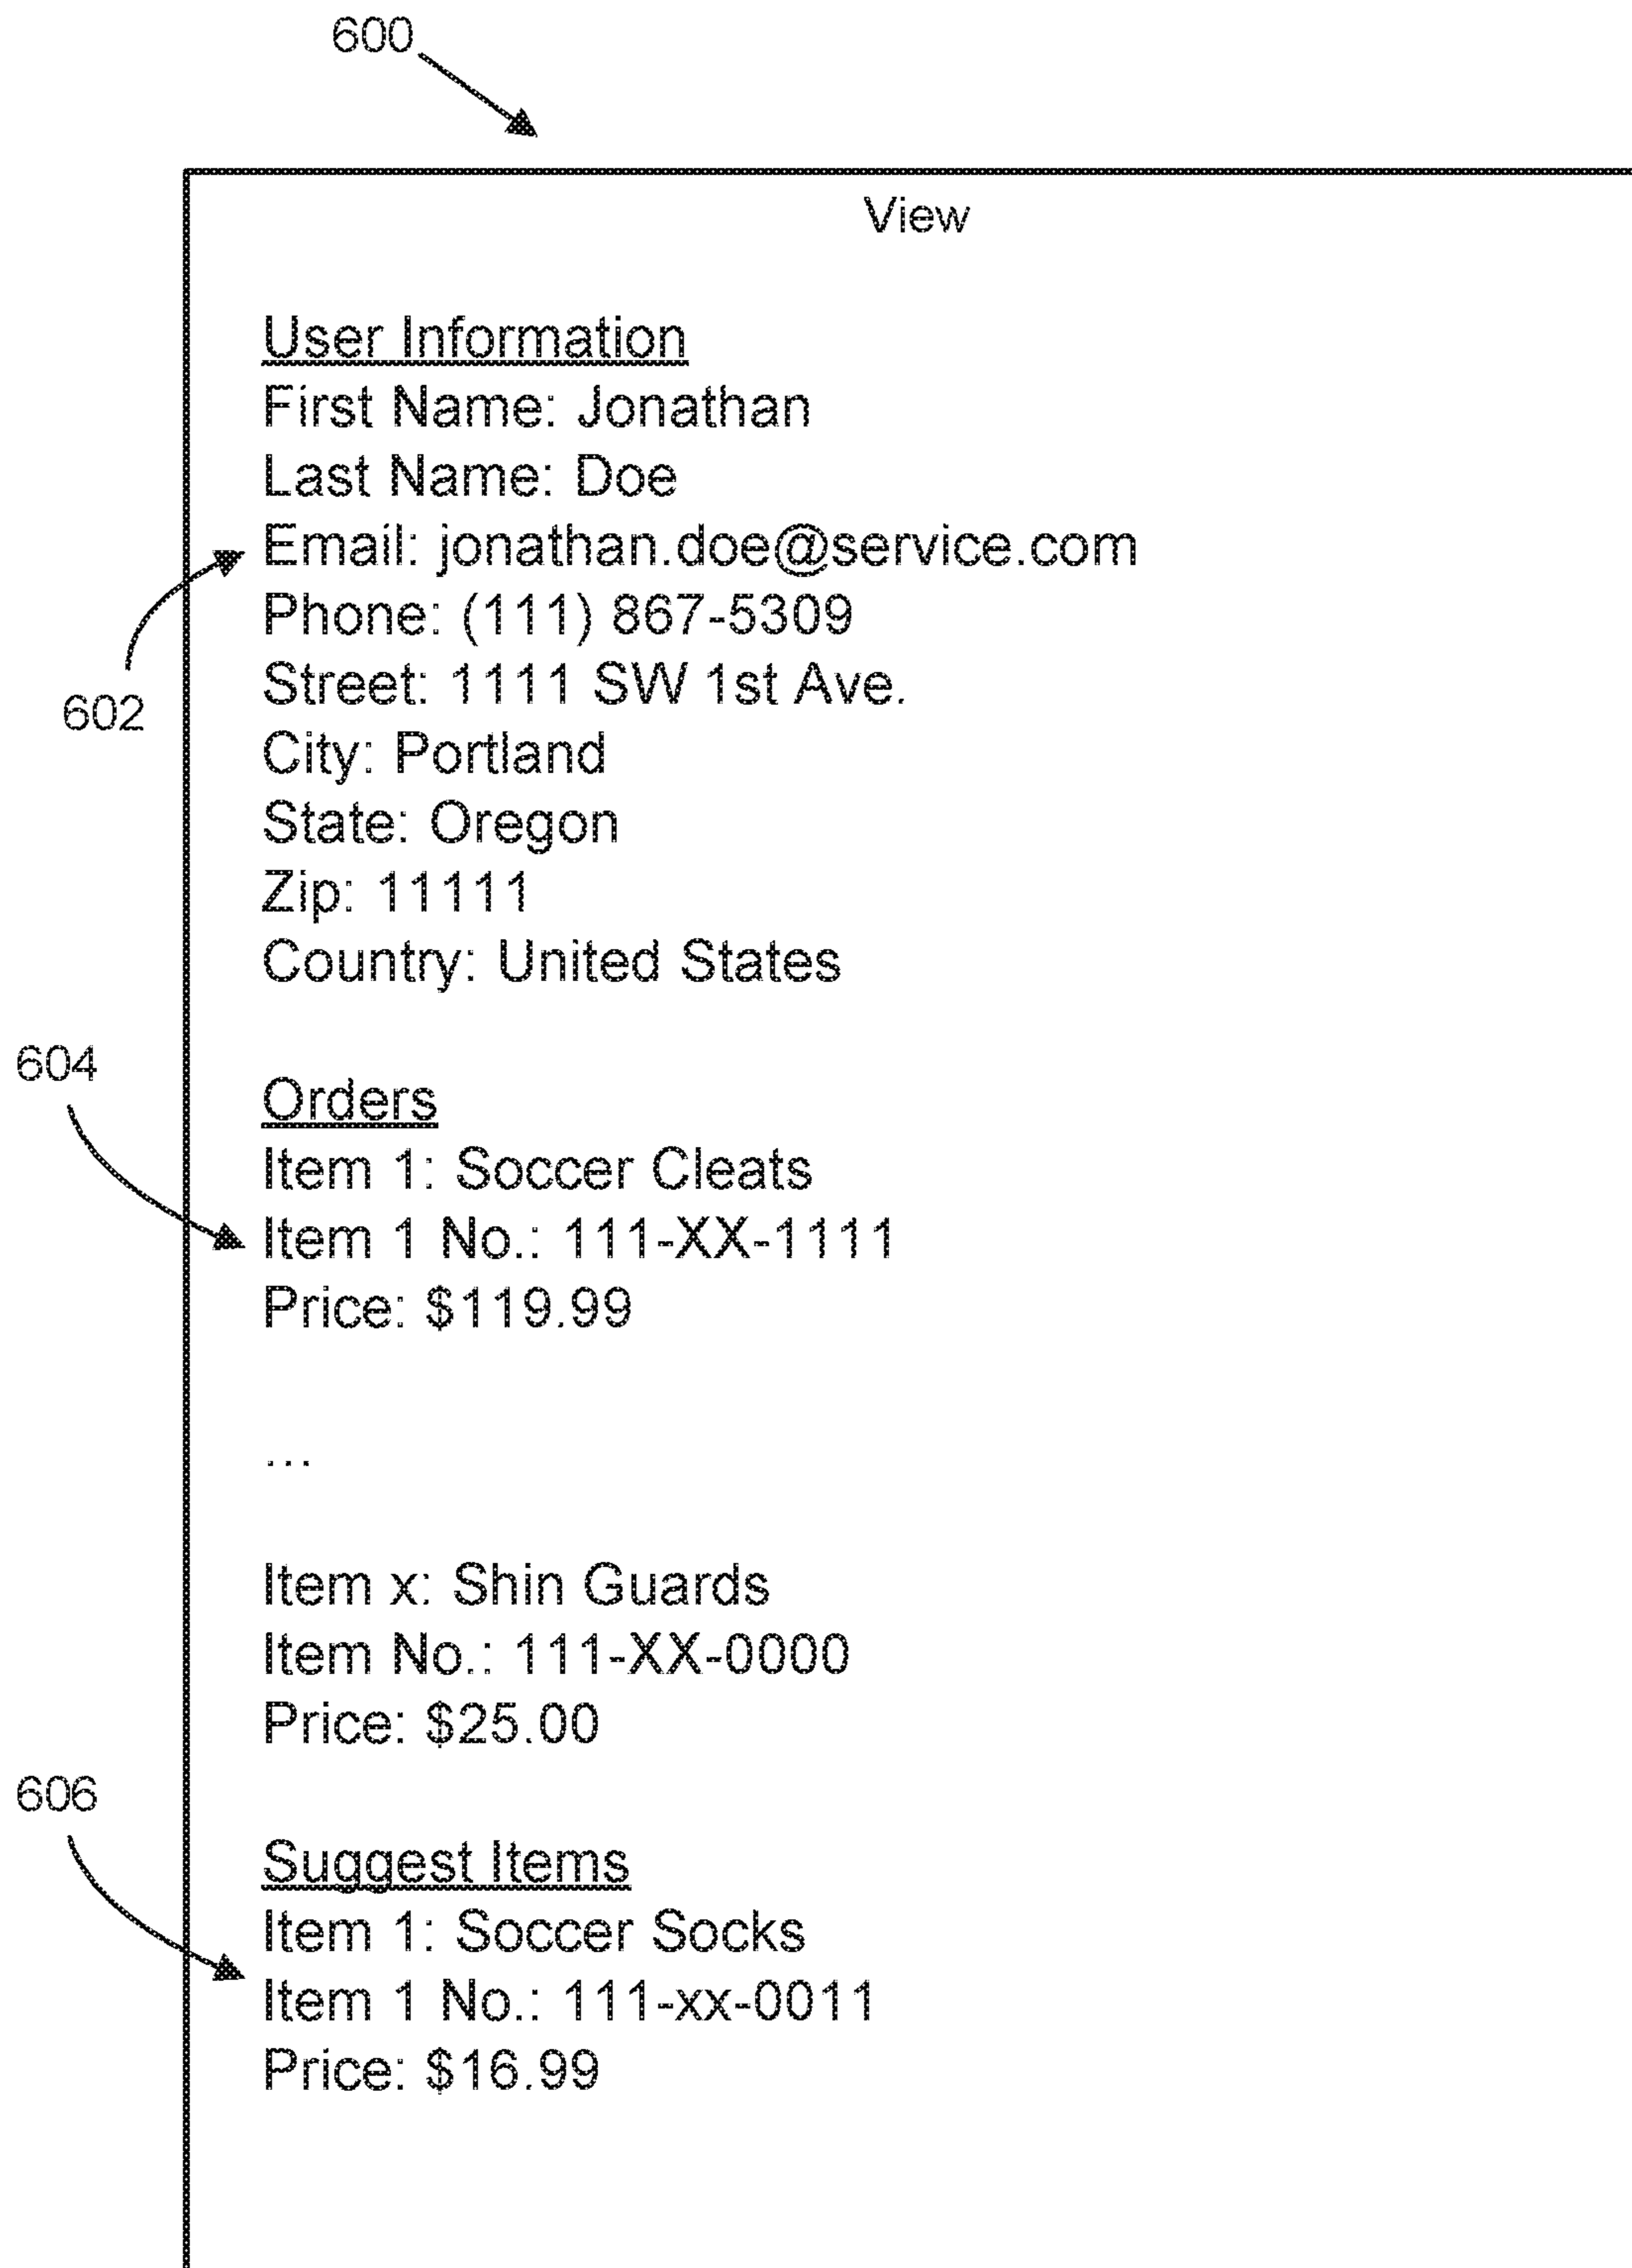 600
View
User Information
First Name: Jonathan
Last Name: Doe
Email: jonathan.doe@service.com
Phone: (111) 867-5309
602
Street: 1111 SW 1st Ave.
City: Portland
State: Oregon
Zip: 11111
Country: United States
604
Orders
Item 1: Soccer Cleats
Item 1 No.: 111-XX-1111
Price: $119.99
...
Item x: Shin Guards
Item No.: 111-XX-0000
Price: $25.00
606
Suggest Items
Item 1: Soccer Socks
Item 1 No.: 111-xx-0011
Price: $16.99